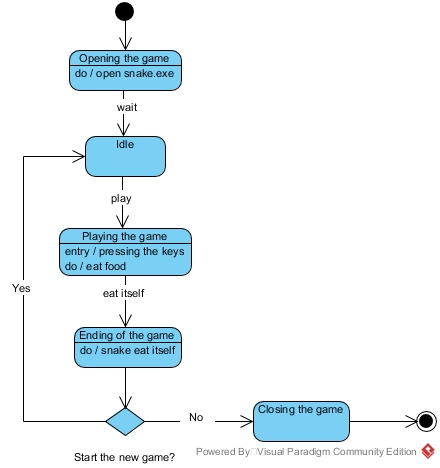 Opening the game
do / open snake.exe
wait
Idle
play
Playing the game
entry / pressing the keys
do / eat food
eat itself
Yes
Ending of the game
do / snake eat itself
No
Closing the game
Start the new game?
Powered By Visual Paradigm Community Edition